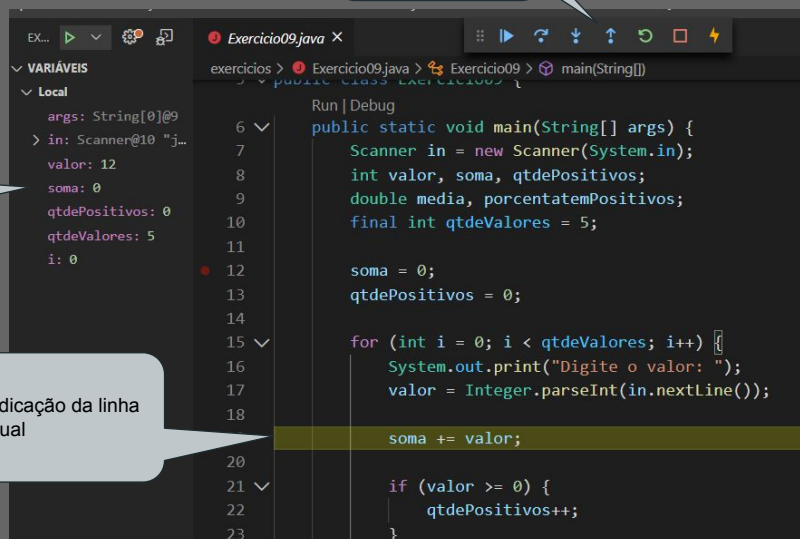 EX...
Exercicio09.java
VARIÁVEIS
exercicios > Exercicio09.java > Exercicio09 > main(String[])
Local
args: String[0]@9
in: Scanner@10 "j…
valor: 12
soma: 0
qtdePositivos: 0
qtdeValores: 5
i: 0
5 public class Exercicio09 {
Run | Debug
6 public static void main(String[] args) {
7 Scanner in = new Scanner(System.in);
8 int valor, soma, qtdePositivos;
9 double media, porcentatemPositivos;
10 final int qtdeValores = 5;
11
12 soma = 0;
13 qtdePositivos = 0;
14
15 for (int i = 0; i < qtdeValores; i++) {
16 System.out.print("Digite o valor: ");
17 valor = Integer.parseInt(in.nextLine());
18
soma += valor;
20
21 if (valor >= 0) {
22 qtdePositivos++;
23 }
dicação da linha
ual